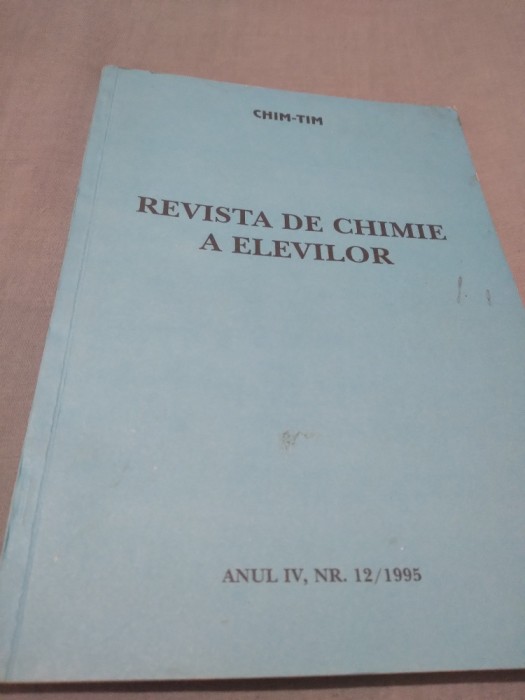 CHIM-TIM
REVISTA DE CHIMIE
A ELEVILOR
ANUL IV, NR. 12/1995